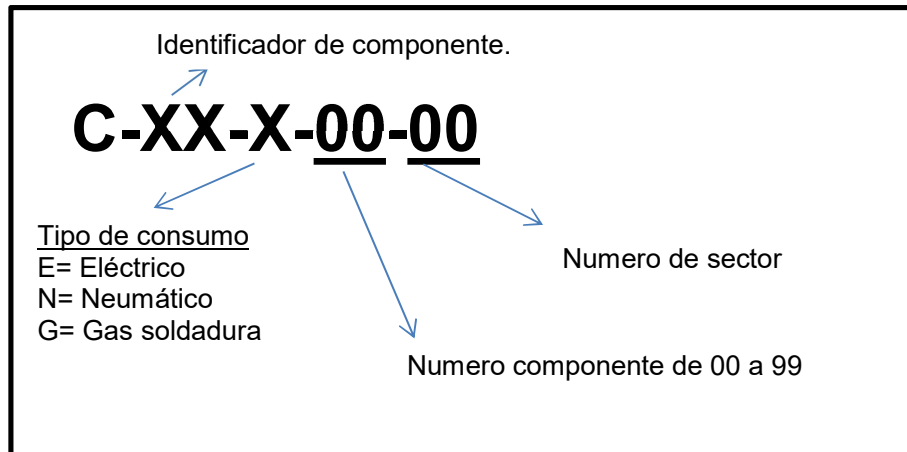 Identificador de componente.
C-XX-X-00-00
Tipo de consumo
E= Eléctrico
N= Neumático
G= Gas soldadura
Numero de sector
Numero componente de 00 a 99